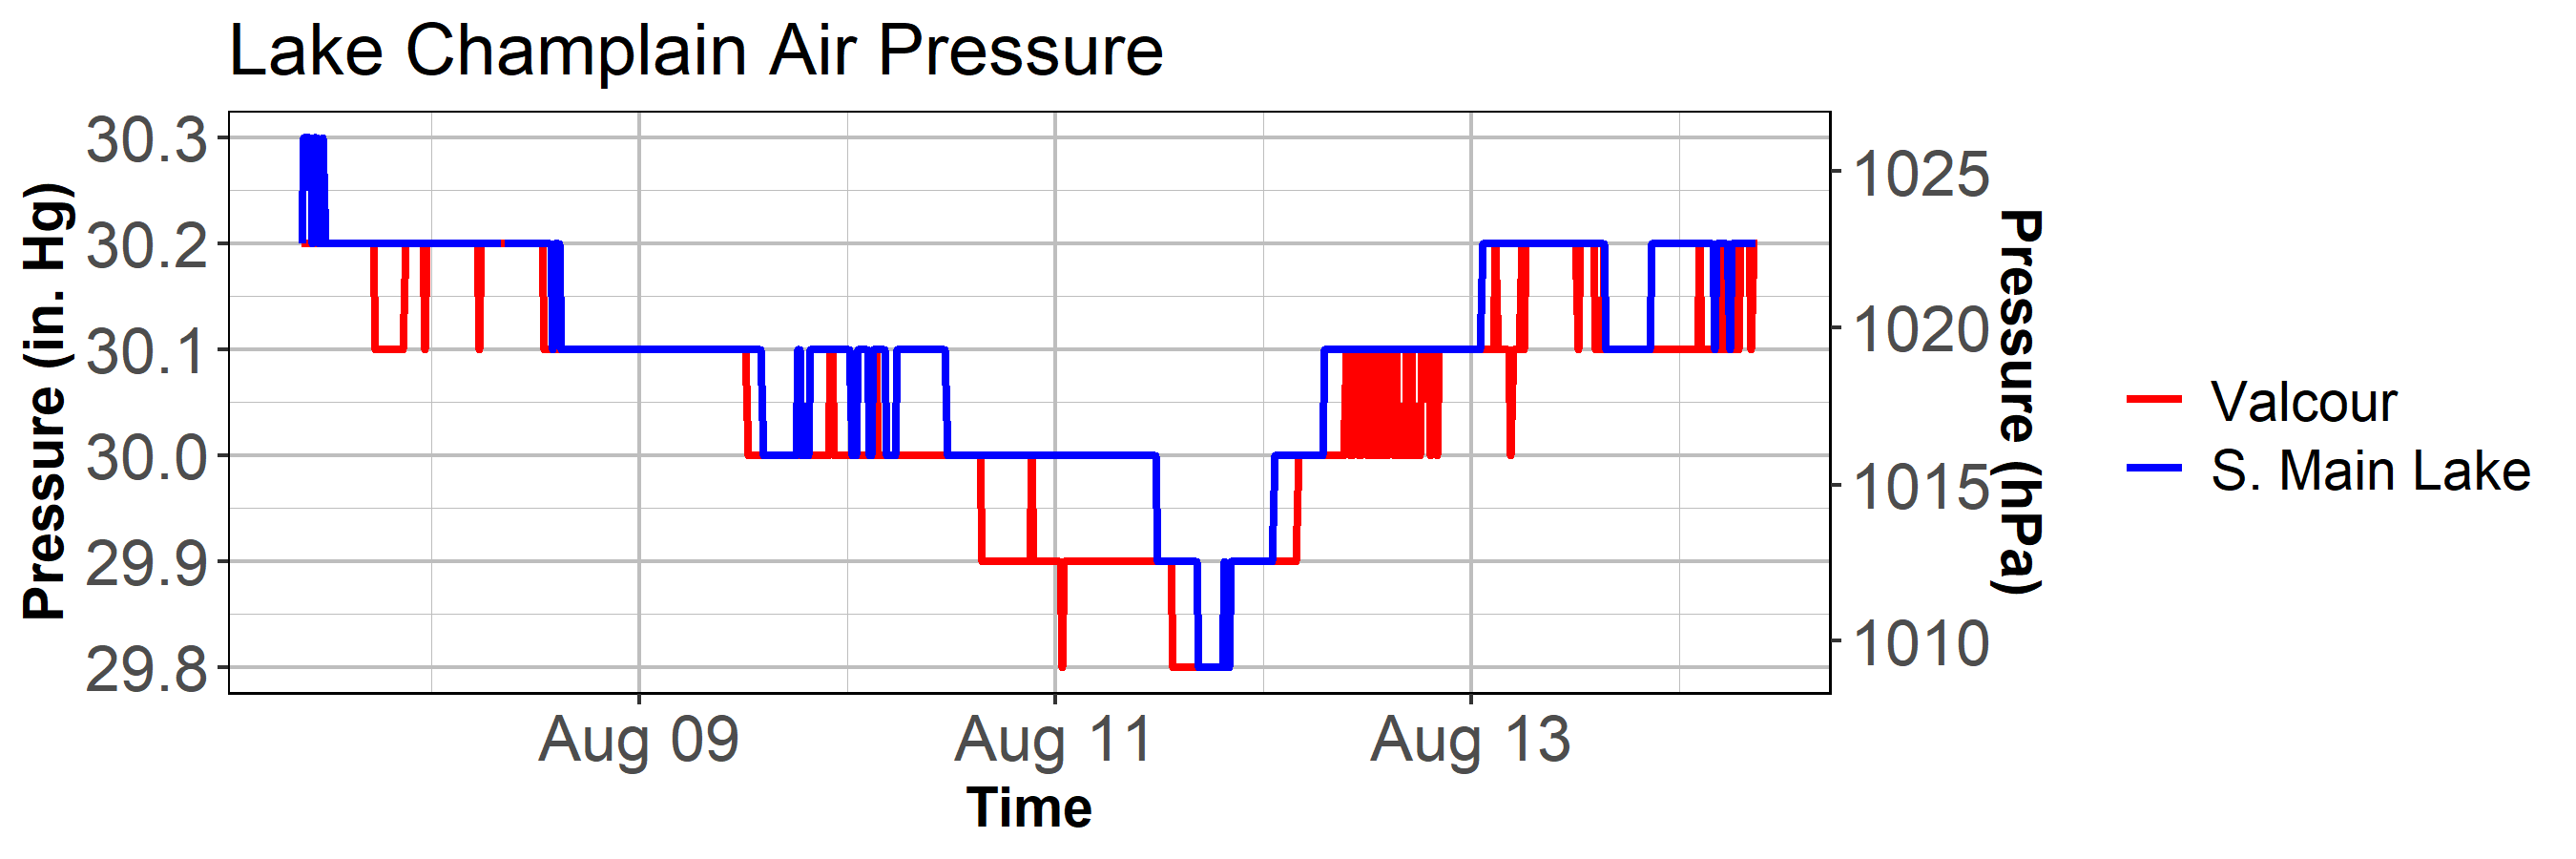 Lake Champlain Air Pressure
30.3
30.2
30.1
30.0
29.9
29.8
Pressure (in. Hg)
1025
1020
1015
1010
Pressure (hPa)
Aug 09
Aug 11
Aug 13
Time
Valcour
S. Main Lake